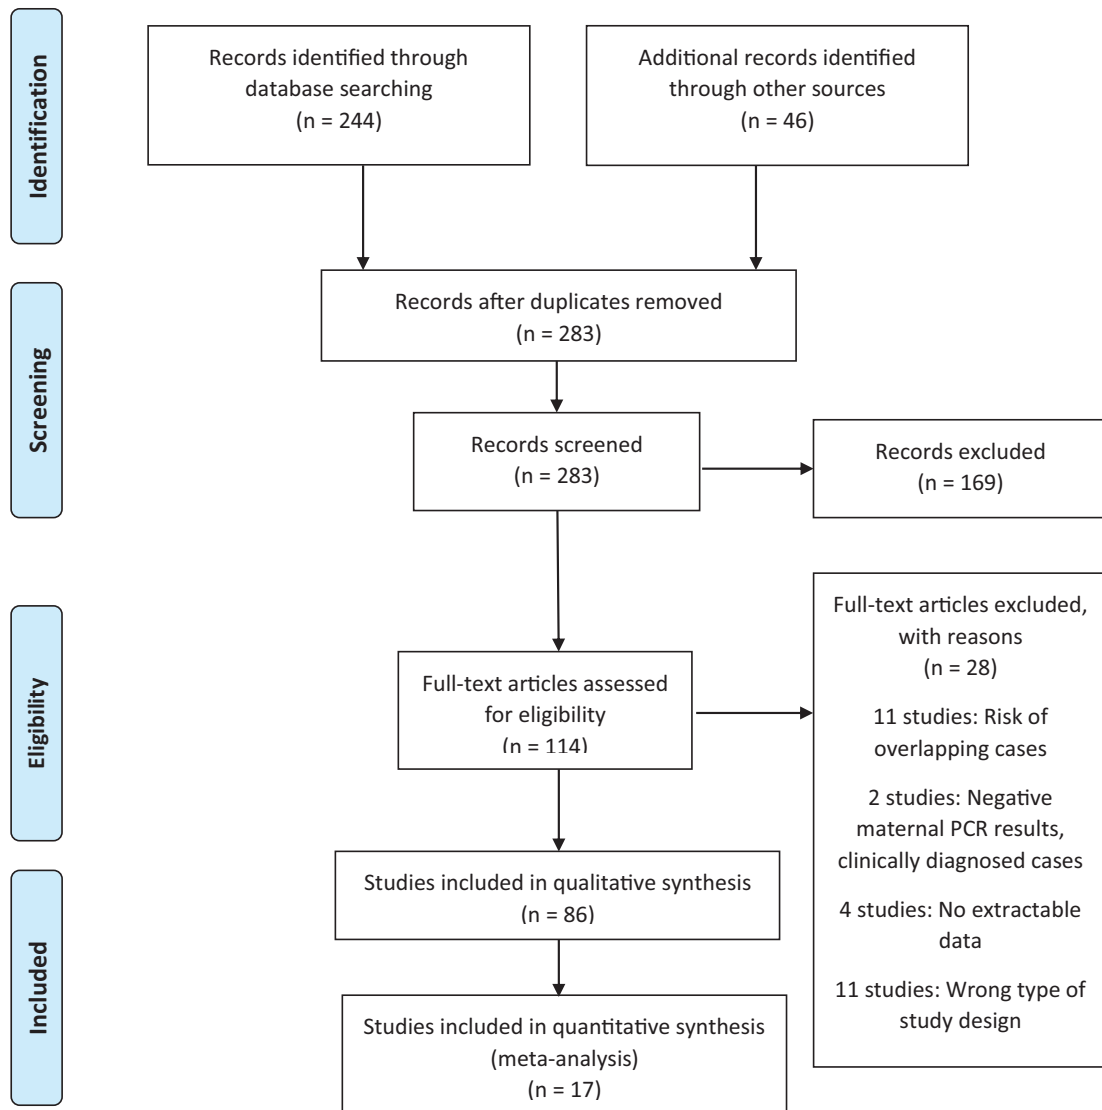 Identification
Records identified through
database searching
(n = 244)
Additional records identified
through other sources
(n = 46)
Screening
Records after duplicates removed
(n = 283)
Records screened
(n = 283)
Records excluded
(n = 169)
Eligibility
Full-text articles assessed
for eligibility
(n = 114)
Full-text articles excluded,
with reasons
(n = 28)
11 studies: Risk of
overlapping cases
2 studies: Negative
maternal PCR results,
clinically diagnosed cases
4 studies: No extractable
data
11 studies: Wrong type of
study design
Included
Studies included in qualitative synthesis
(n = 86)
Studies included in quantitative synthesis
(meta-analysis)
(n = 17)